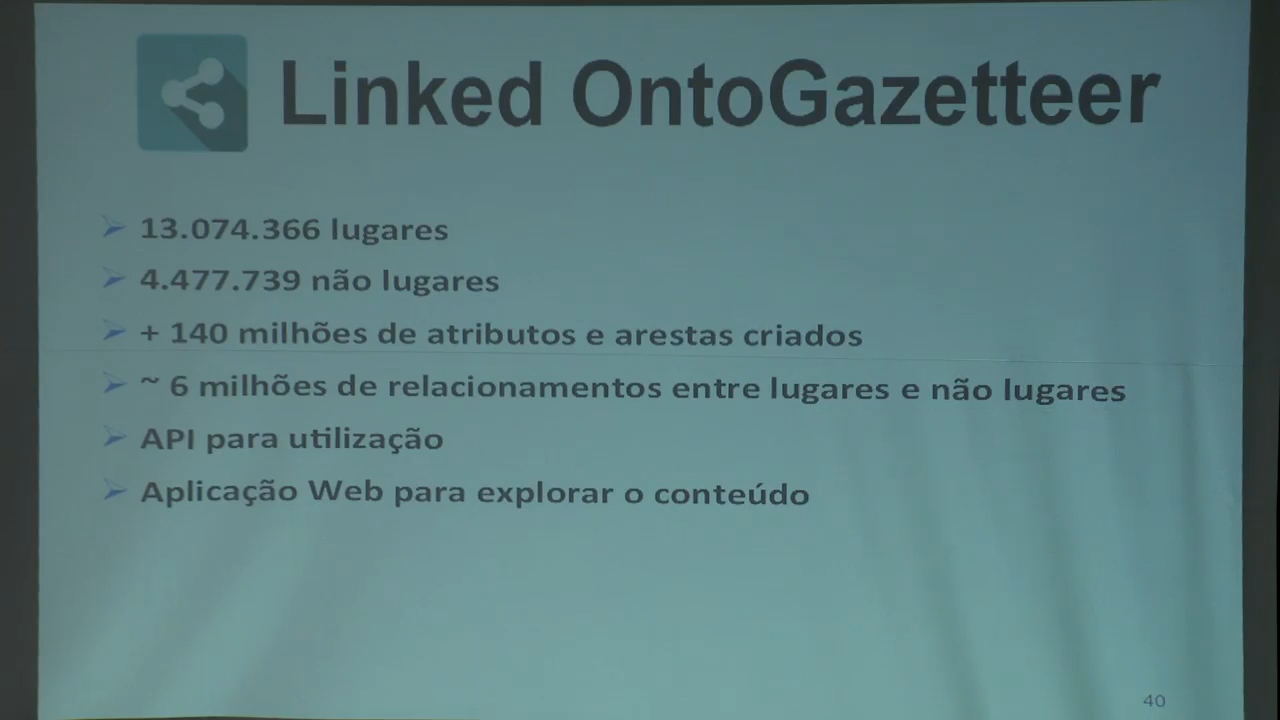 Linked OntoGazetteer
13.074.366 lugares
4.477.739 não lugares
+ 140 milhões de atributos e arestas criados
~ 6 milhões de relacionamentos entre lugares e não lugares
API para utilização
Aplicação Web para explorar o conteúdo
40